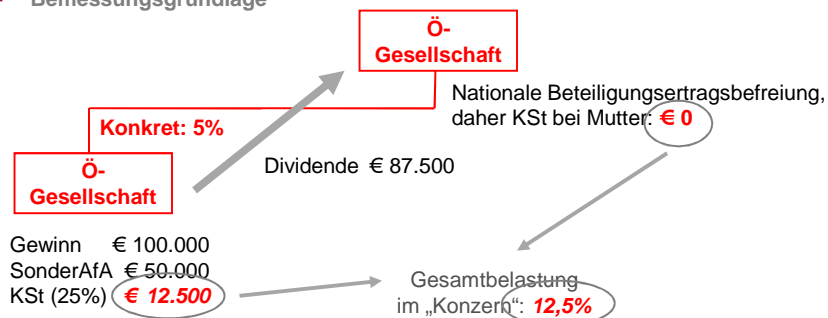 Bemessungsgrundlage
Ö-
Gesellschaft
Nationale Beteiligungsertragsbefreiung,
daher KSt bei Mutter: € 0
Konkret: 5%
Ö-
Gesellschaft
Dividende € 87.500
Gewinn € 100.000
SonderAfA € 50.000
KSt (25%) € 12.500
Gesamtbelastung
im „Konzern“: 12,5%